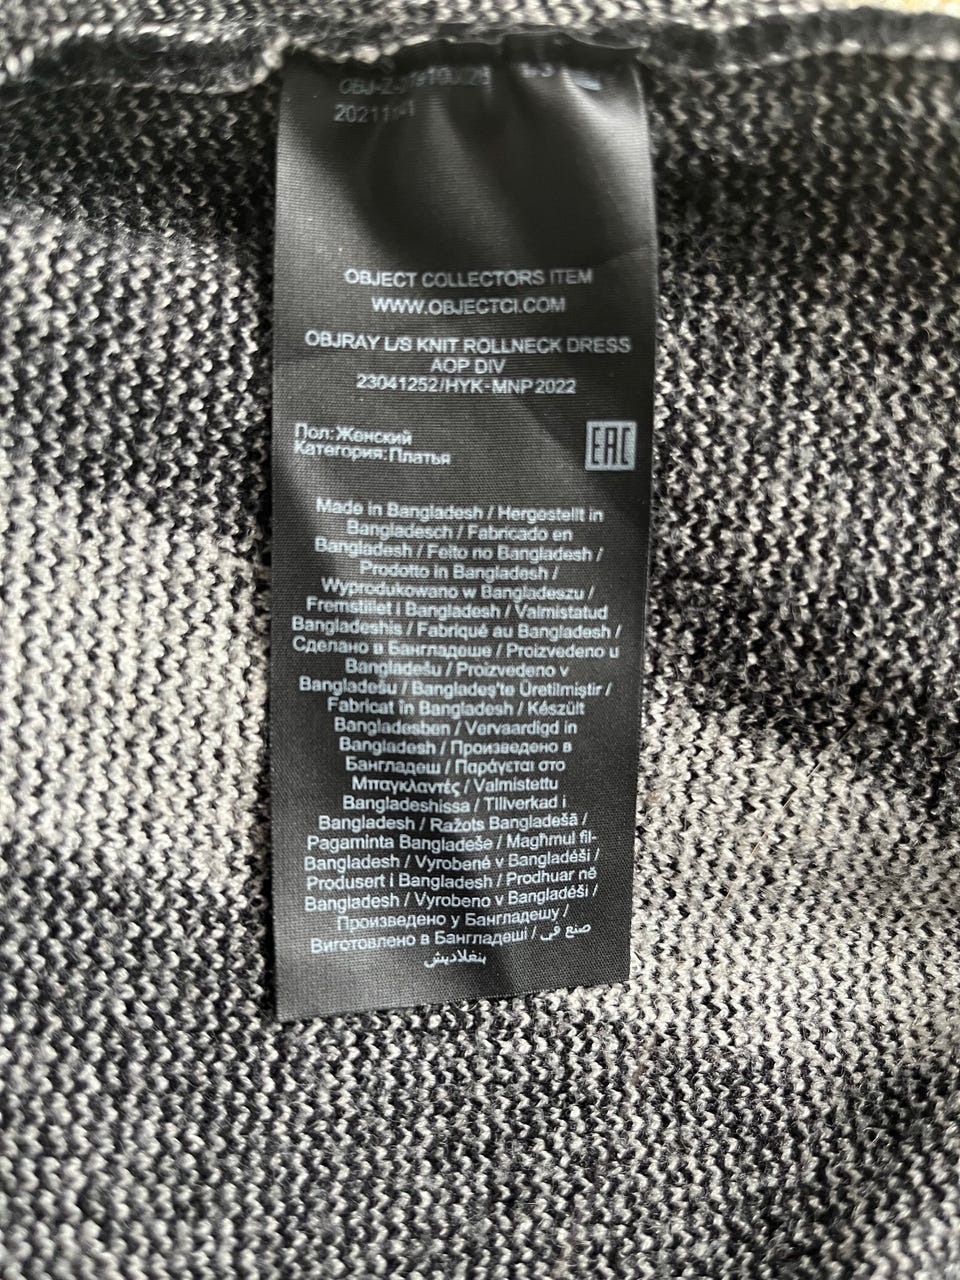 OBJECT COLLECTORS ITEM
WWW.OBJECTCI.COM
OBJRAY L/S KNIT ROLLNECK DRESS
AOP DIV
23041252/HYK-MNP 2022
Пол:Женский
Категория:Платья
EAC
Made in Bangladesh / Hergestellt in
Bangladesch / Fabricado en
Bangladesh / Feito no Bangladesh /
Prodotto in Bangladesh /
Wyprodukowano w Bangladeszu /
Fremstillet i Bangladesh / Valmistatud
Bangladeshis / Fabriqué au Bangladesh /
Сделано в Бангладоше / Proizvedeno u
Bangladešu / Proizvedeno v
Bangladešu / Bangladeş'te Üretilmiştir /
Fabricat în Bangladesh / Készült
Bangladesben / Vervaardigd in
Bangladesh / Произведено в
Бангладеш / Παράγεται στο
Μπαγκλαντές / Valmistettu
Bangladeshissa / Tillverkad i
Bangladesh / Ražots Bangladešā /
Pagaminta Bangladeše / Magħmul fil-
Bangladesh / Vyrobené v Bangladéši /
Produsert i Bangladesh / Prodhuar në
Bangladesh / Vyrobeno v Bangladéši /
Произведено у Бангладешу /
Виготовлено в Бангладеші / صنع في
بنغلاديش